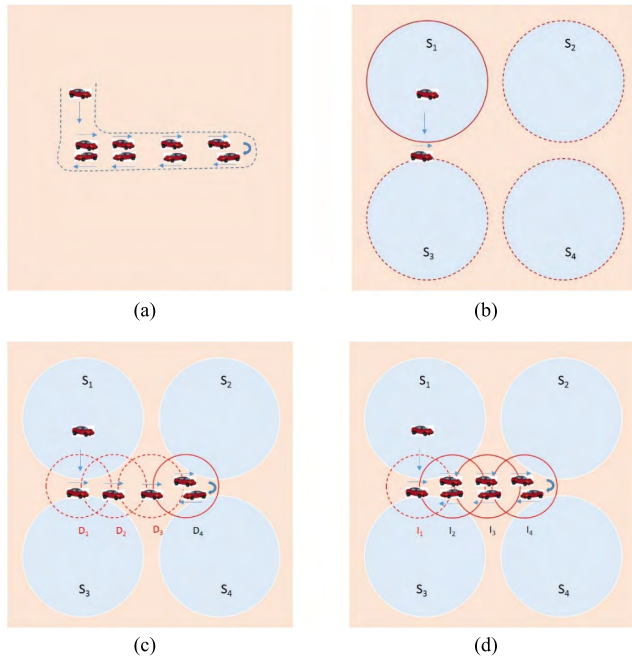 S1 S2
S3 S4
(a) (b)
S1 S2 S1 S2
D1 D2 D3 D4 I1 I2 I3 I4
S3 S4 S3 S4
(c) (d)